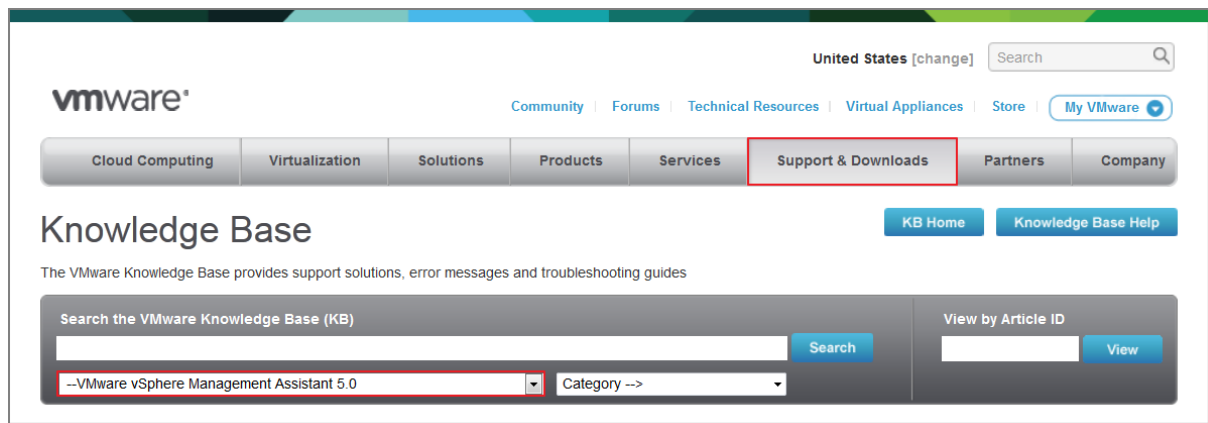 United States [change] Search
vmware
Community Forums Technical Resources Virtual Appliances Store My VMware
Cloud Computing Virtualization Solutions Products Services Support & Downloads Partners Company
Knowledge Base KB Home Knowledge Base Help
The VMware Knowledge Base provides support solutions, error messages and troubleshooting guides
Search the VMware Knowledge Base (KB) View by Article ID
Search View
--VMware vSphere Management Assistant 5.0 Category -->